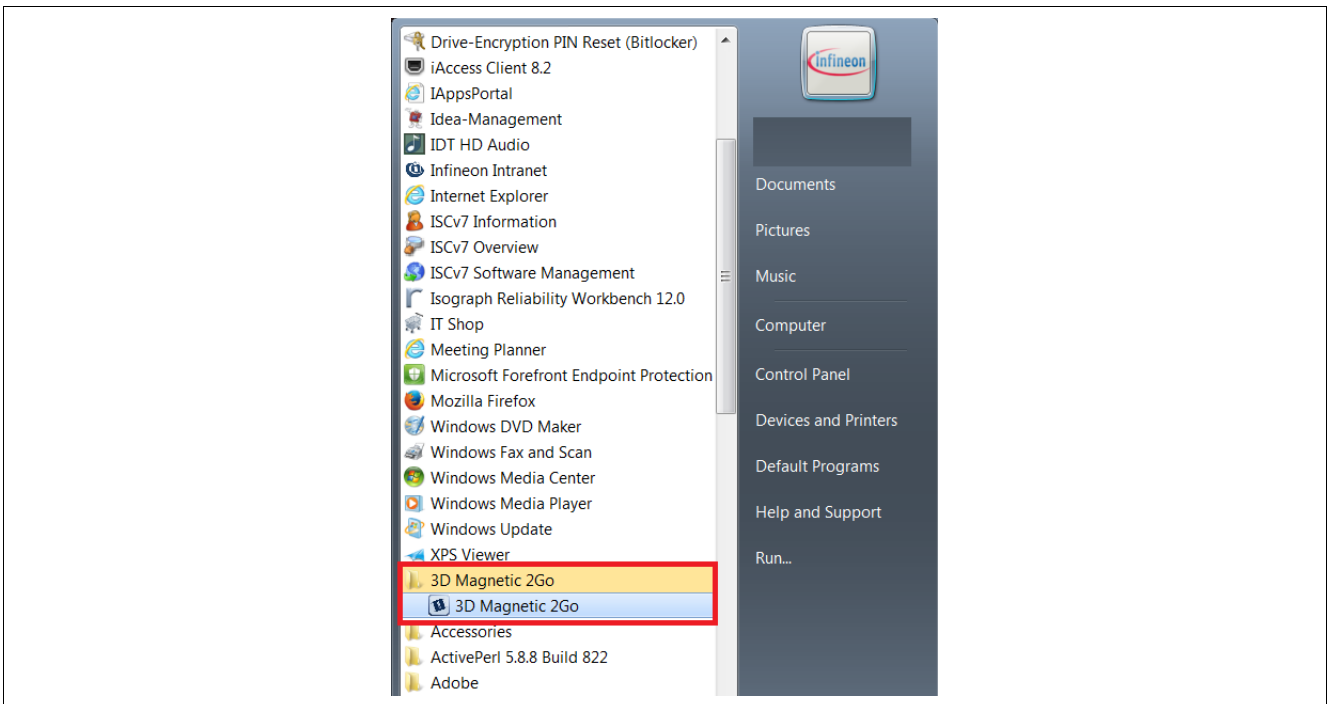 Drive-Encryption PIN Reset (Bitlocker)
iAccess Client 8.2
IAppsPortal
Idea-Management
IDT HD Audio
Infineon Intranet
Internet Explorer
ISCv7 Information
ISCv7 Overview
ISCv7 Software Management
Isograph Reliability Workbench 12.0
IT Shop
Meeting Planner
Microsoft Forefront Endpoint Protection
Mozilla Firefox
Windows DVD Maker
Windows Fax and Scan
Windows Media Center
Windows Media Player
Windows Update
XPS Viewer
3D Magnetic 2Go
3D Magnetic 2Go
Accessories
ActivePerl 5.8.8 Build 822
Adobe
infineon
Documents
Pictures
Music
Computer
Control Panel
Devices and Printers
Default Programs
Help and Support
Run...